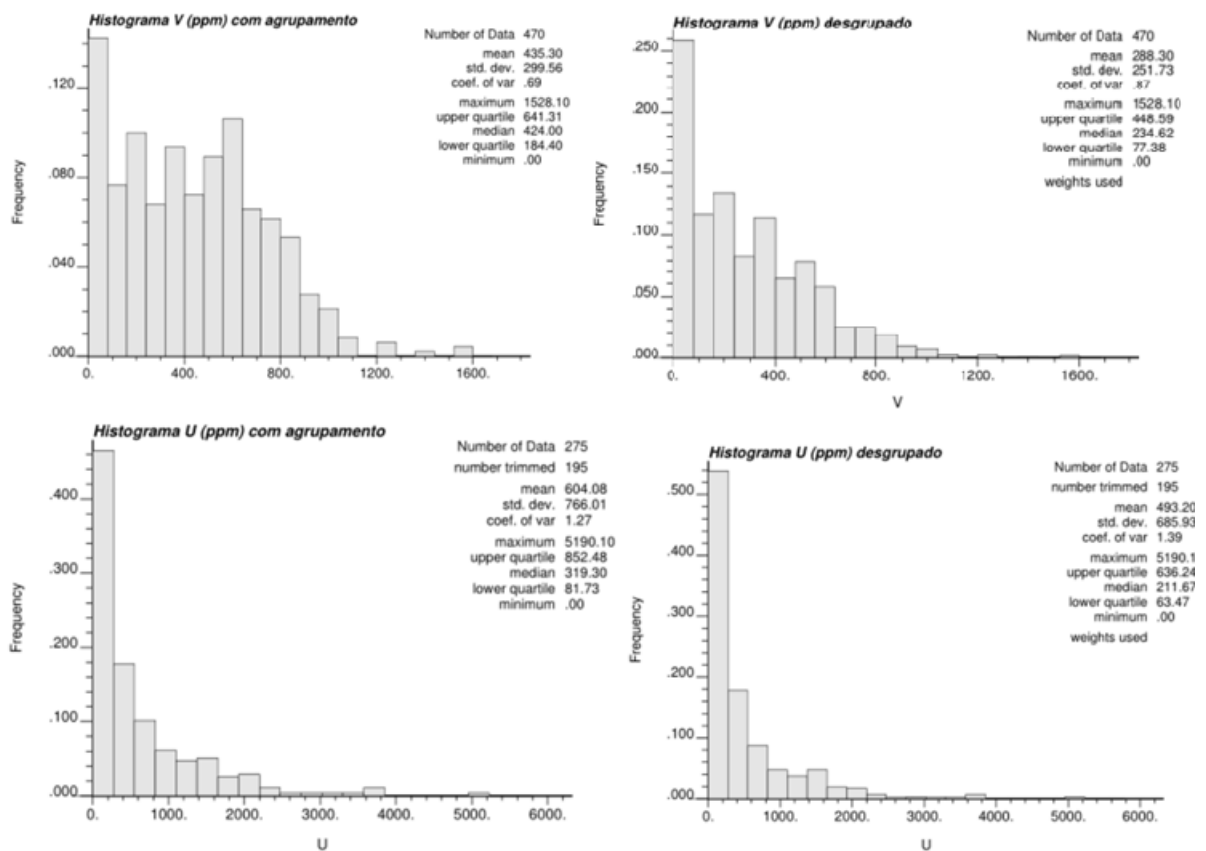 Histograma V (ppm) com agrupamento
Number of Data 470
mean 435.30
std. dev. 299.56
coef. of var .69
maximum 1528.10
upper quartile 641.31
median 424.00
lower quartile 184.40
minimum .00
Frequency
.120
.080
.040
.000
0. 400. 800. 1200. 1600.
Histograma V (ppm) desgrupado
Number of Data 470
mean 288.30
std. dev. 251.73
coef. of var .87
maximum 1528.10
upper quartile 448.59
median 234.62
lower quartile 77.38
minimum .00
weights used
Frequency
.250
.200
.150
.100
.050
.000
0. 400. 800. 1200. 1600.
V
Histograma U (ppm) com agrupamento
Number of Data 275
number trimmed 195
mean 604.08
std. dev. 766.01
coef. of var 1.27
maximum 5190.10
upper quartile 852.48
median 319.30
lower quartile 81.73
minimum .00
Frequency
.400
.300
.200
.100
.000
0. 1000. 2000. 3000. 4000. 5000. 6000.
U
Histograma U (ppm) desgrupado
Number of Data 275
number trimmed 195
mean 493.20
std. dev. 685.93
coef. of var 1.39
maximum 5190.1
upper quartile 636.24
median 211.67
lower quartile 63.47
minimum .00
weights used
Frequency
.500
.400
.300
.200
.100
.000
0. 1000. 2000. 3000. 4000. 5000. 6000.
U